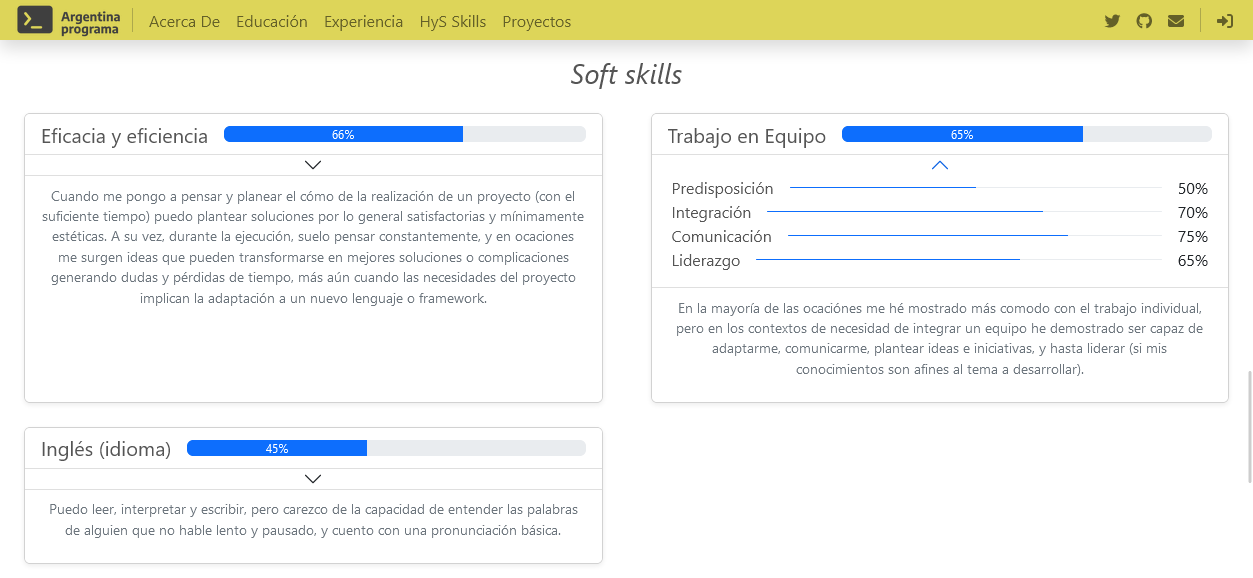 Argentina
programa
Acerca De Educación Experiencia HyS Skills Proyectos
Soft skills
Eficacia y eficiencia 66%
Cuando me pongo a pensar y planear el cómo de la realización de un proyecto (con el
suficiente tiempo) puedo plantear soluciones por lo general satisfactorias y mínimamente
estéticas. A su vez, durante la ejecución, suelo pensar constantemente, y en ocaciones
me surgen ideas que pueden transformarse en mejores soluciones o complicaciones
generando dudas y pérdidas de tiempo, más aún cuando las necesidades del proyecto
implican la adaptación a un nuevo lenguaje o framework.
Trabajo en Equipo 65%
Predisposición 50%
Integración 70%
Comunicación 75%
Liderazgo 65%
En la mayoría de las ocaciónes me hé mostrado más comodo con el trabajo individual,
pero en los contextos de necesidad de integrar un equipo he demostrado ser capaz de
adaptarme, comunicarme, plantear ideas e iniciativas, y hasta liderar (si mis
conocimientos son afines al tema a desarrollar).
Inglés (idioma) 45%
Puedo leer, interpretar y escribir, pero carezco de la capacidad de entender las palabras
de alguien que no hable lento y pausado, y cuento con una pronunciación básica.